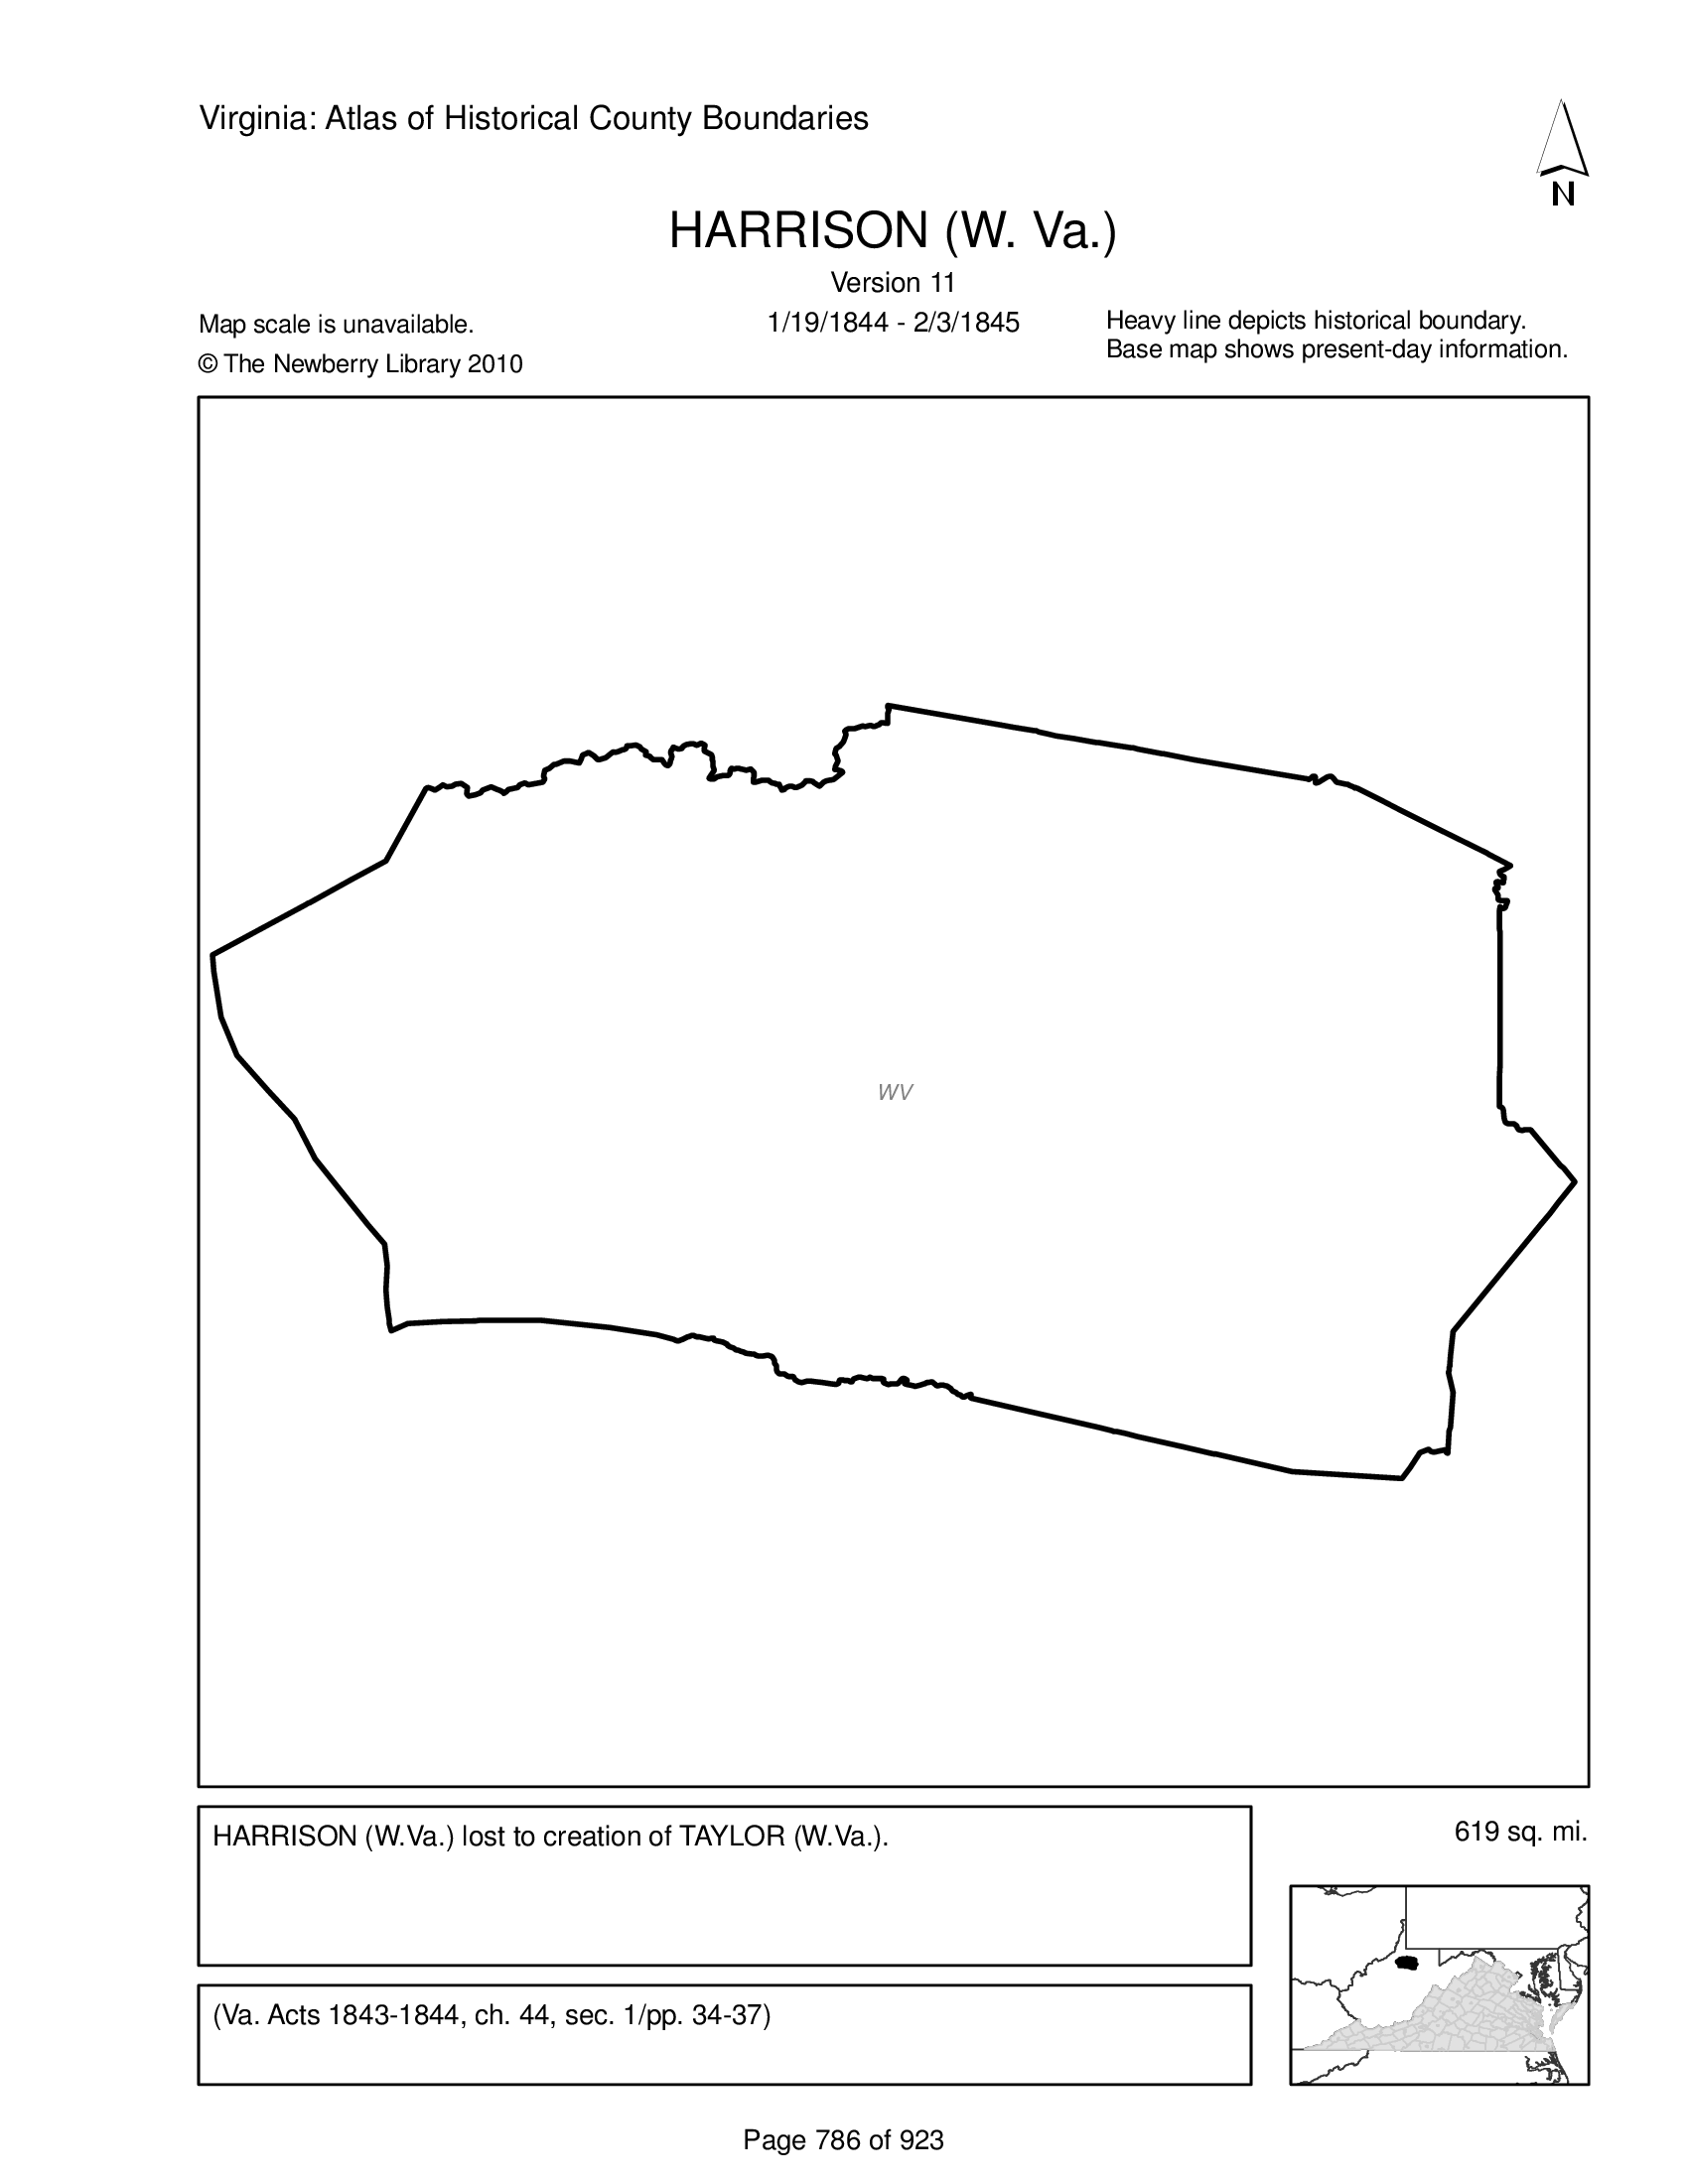 Virginia: Atlas of Historical County Boundaries
N
HARRISON (W. Va.)
Version 11
Map scale is unavailable.
1/19/1844 - 2/3/1845
Heavy line depicts historical boundary.
© The Newberry Library 2010
Base map shows present-day information.
WV
HARRISON (W.Va.) lost to creation of TAYLOR (W.Va.).
619 sq. mi.
(Va. Acts 1843-1844, ch. 44, sec. 1/pp. 34-37)
Page 786 of 923